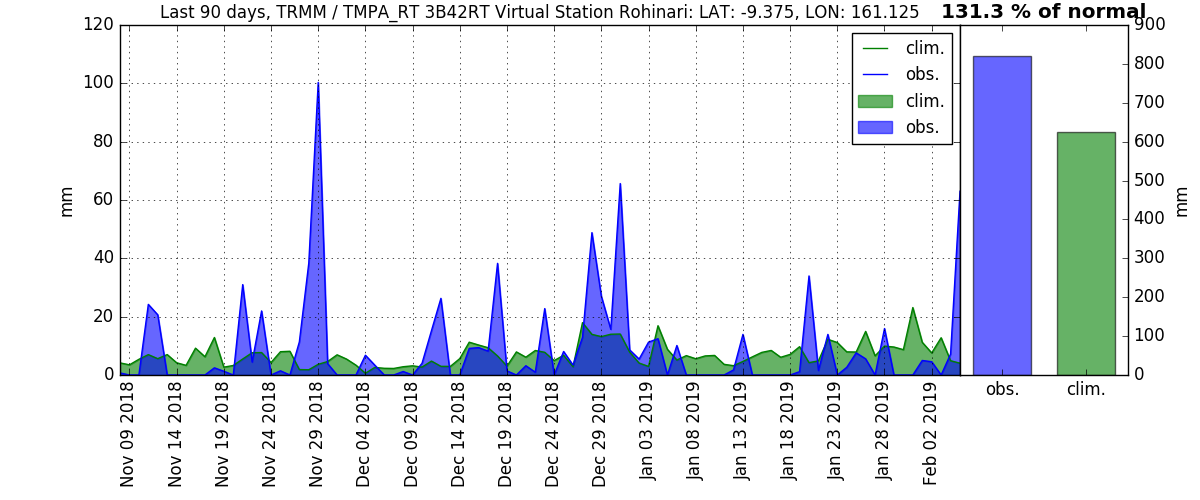 Last 90 days, TRMM / TMPA_RT 3B42RT Virtual Station Rohinari: LAT: -9.375, LON: 161.125
131.3 % of normal
120
100
80
60
40
20
0
mm
clim.
obs.
clim.
obs.
900
800
700
600
500
400
300
200
100
0
mm
obs.
clim.
Nov 09 2018
Nov 14 2018
Nov 19 2018
Nov 24 2018
Nov 29 2018
Dec 04 2018
Dec 09 2018
Dec 14 2018
Dec 19 2018
Dec 24 2018
Dec 29 2018
Jan 03 2019
Jan 08 2019
Jan 13 2019
Jan 18 2019
Jan 23 2019
Jan 28 2019
Feb 02 2019